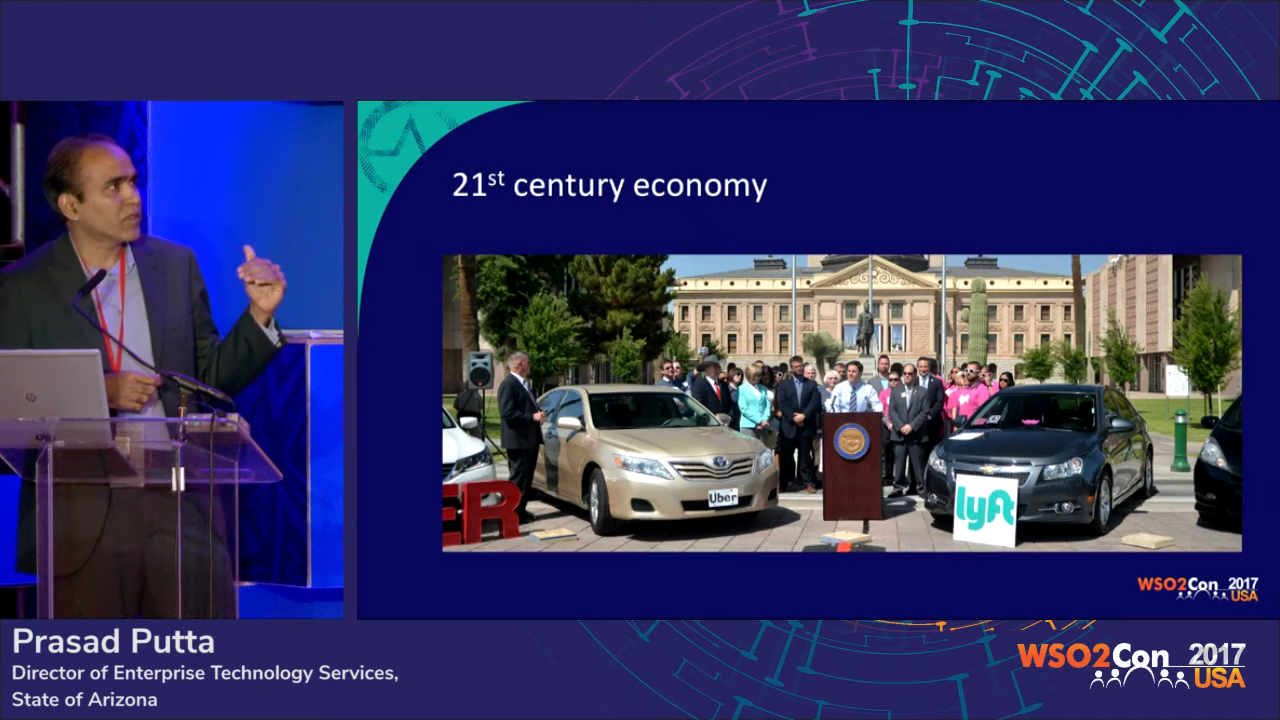 21st century economy
ER
Uber
lyft
WSO2Con 2017
USA
Prasad Putta
Director of Enterprise Technology Services,
State of Arizona
WSO2Con 2017
USA